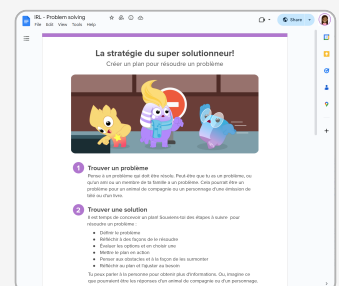 IRL - Problem solving
File Edit View Tools Help
Share
La stratégie du super solutionneur!
Créer un plan pour résoudre un problème
1 Trouver un problème
Pense à un problème qui doit être résolu. Peut-être que tu as un problème, ou
qu'un ami ou un membre de la famille a un problème. Cela pourrait être un
problème pour un animal de compagnie ou un personnage d'une émission de
télé ou d'un livre.
2 Trouver une solution
Il est temps de concevoir un plan! Souviens-toi des étapes à suivre pour
résoudre un problème :
Définir le problème
Réfléchir à des façons de le résoudre
Évaluer les options et en choisir une
Mettre le plan en action
Penser aux obstacles et à la façon de les surmonter
Réfléchir au plan et l'ajuster au besoin
Tu peux parler à la personne pour obtenir plus d'informations. Ou, imagine ce
que pourraient être les réponses d'un animal de compagnie ou d'un personnage.